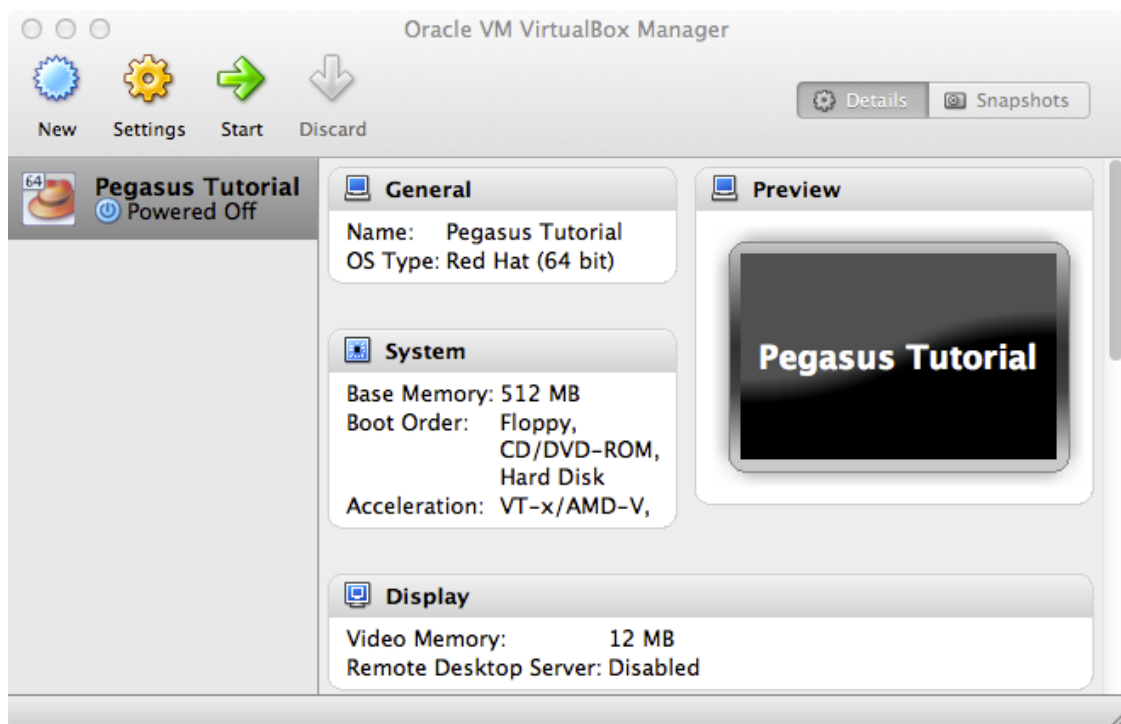 Oracle VM VirtualBox Manager
New Settings Start Discard
Details Snapshots
64
Pegasus Tutorial
Powered Off
General
Name: Pegasus Tutorial
OS Type: Red Hat (64 bit)
System
Base Memory: 512 MB
Boot Order: Floppy,
CD/DVD-ROM,
Hard Disk
Acceleration: VT-x/AMD-V,
Preview
Pegasus Tutorial
Display
Video Memory: 12 MB
Remote Desktop Server: Disabled